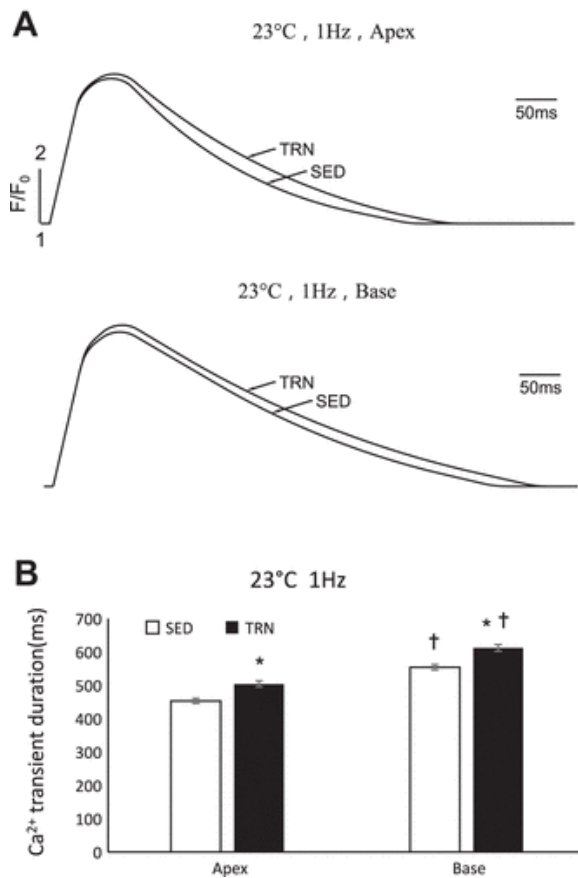 A
23°C , 1Hz , Apex
50ms
2
F/F₀
1
TRN
SED
23°C , 1Hz , Base
50ms
TRN
SED
B
23°C 1Hz
SED TRN
Ca²⁺ transient duration(ms)
700
600
500
400
300
200
100
0
*
†
* †
Apex Base